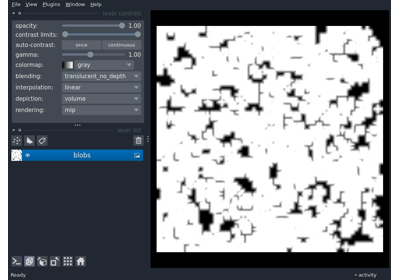 File View Plugins Window Help
layer controls
opacity: 1.00
contrast limits:
auto-contrast: once continuous
gamma: 1.00
colormap: gray
blending: translucent_no_depth
interpolation: linear
depiction: volume
rendering: mip
layer list
blobs
Ready activity